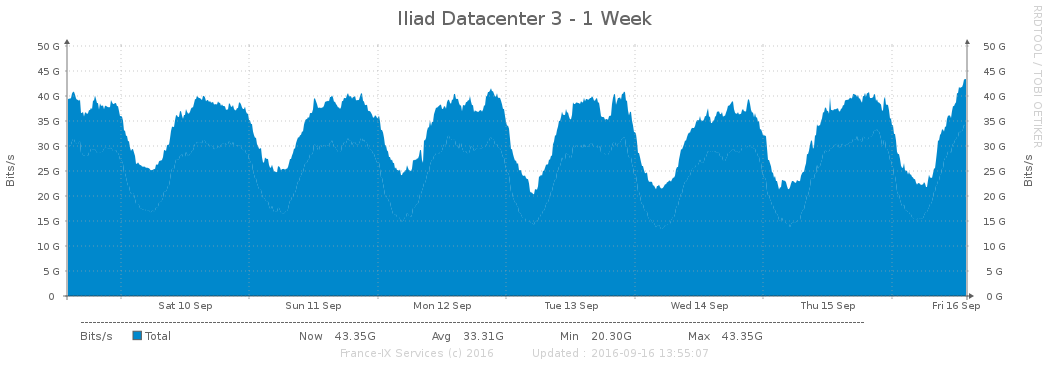 Iliad Datacenter 3 - 1 Week
RRDTOOL / TOBI OETIKER
Bits/s
50 G 50 G
45 G 45 G
40 G 40 G
35 G 35 G
30 G 30 G
25 G 25 G
20 G 20 G
15 G 15 G
10 G 10 G
5 G 5 G
0 0 G
Bits/s
Sat 10 Sep Sun 11 Sep Mon 12 Sep Tue 13 Sep Wed 14 Sep Thu 15 Sep Fri 16 Sep
Bits/s Total Now 43.35G Avg 33.31G Min 20.30G Max 43.35G
France-IX Services (c) 2016 Updated : 2016-09-16 13:55:07